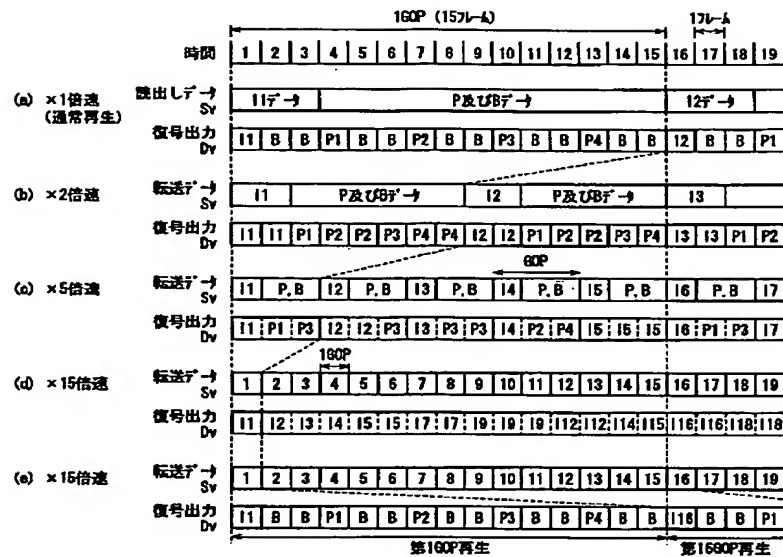 1GOP (15フレーム) 1フレーム
時間 1 2 3 4 5 6 7 8 9 10 11 12 13 14 15 16 17 18 19
(a) ×1倍速 (通常再生) 読出しデータ Sv I1データ P及びBデータ I2データ
復号出力 Dv I1 B B P1 B B P2 B B P3 B B P4 B B I2 B B P1
(b) ×2倍速 転送データ Sv I1 P及びBデータ I2 P及びBデータ I3
復号出力 Dv I1 I1 P1 P2 P2 P3 P4 P4 I2 I2 P1 P2 P2 P3 P4 I3 I3 P1 P2
GOP
(c) ×5倍速 転送データ Sv I1 P.B I2 P.B I3 P.B I4 P.B I5 P.B I6 P.B I7
復号出力 Dv I1 P1 P3 I2 I2 P3 I3 P3 P3 I4 P2 P4 I5 I5 I5 I6 P1 P3 I7
1GOP
(d) ×15倍速 転送データ Sv 1 2 3 4 5 6 7 8 9 10 11 12 13 14 15 16 17 18 19
復号出力 Dv I1 I2 I3 I4 I5 I5 I7 I7 I9 I9 I9 I12 I12 I14 I15 I16 I16 I18 I18
(e) ×15倍速 転送データ Sv 1 2 3 4 5 6 7 8 9 10 11 12 13 14 15 16 17 18 19
復号出力 Dv I1 B B P1 B B P2 B B P3 B B P4 B B I16 B B P1
第1GOP再生 第16GOP再生